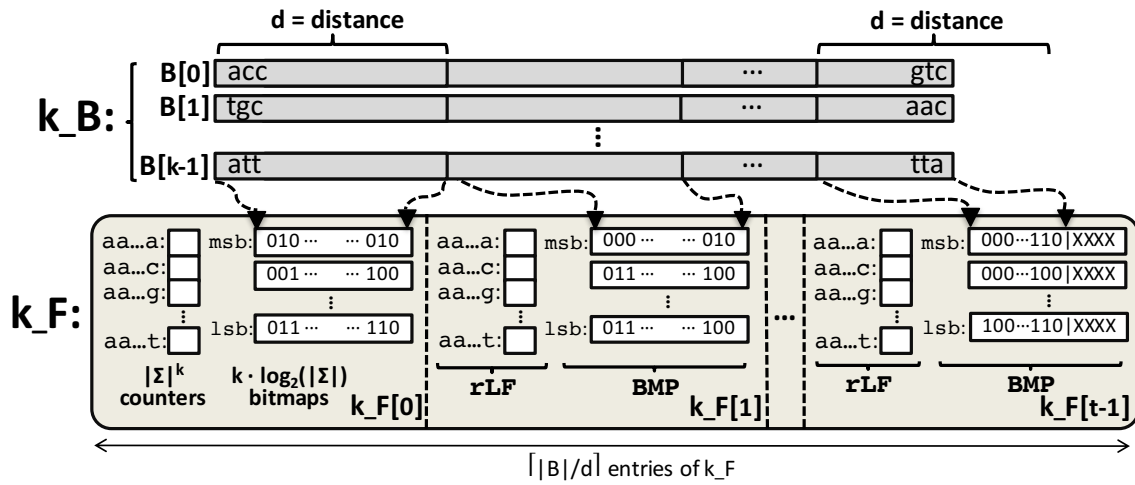 d = distance d = distance
k_B:
B[0] acc ... gtc
B[1] tgc ... aac
⋮
B[k-1] att ... tta
k_F:
aa…a: msb: 010 ··· ··· 010 aa…a: msb: 000 ··· ··· 010 aa…a: msb: 000···110|XXXX
aa…c: 001 ··· ··· 100 aa…c: 011 ··· ··· 100 aa…c: 000···100|XXXX
aa…g: aa…g: aa…g:
⋮ ⋮ ⋮ ⋮ ... ⋮ ⋮
aa…t: lsb: 011 ··· ··· 110 aa…t: lsb: 011 ··· ··· 100 aa…t: lsb: 100···110|XXXX
|Σ|^k counters k · log₂(|Σ|) bitmaps k_F[0] rLF BMP k_F[1] rLF BMP k_F[t-1]
⌈|B|/d⌉ entries of k_F